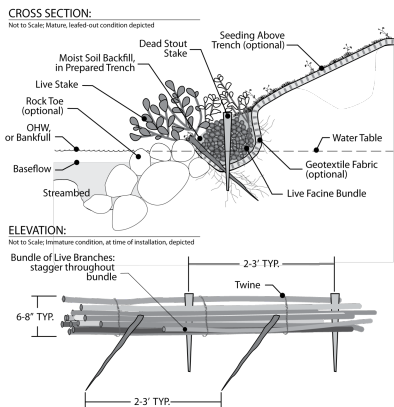 CROSS SECTION:
Not to Scale; Mature, leafed-out condition depicted
Dead Stout
Stake
Seeding Above
Trench (optional)
Moist Soil Backfill,
in Prepared Trench
Live Stake
Rock Toe
(optional)
OHW,
or Bankfull
Water Table
Baseflow
Geotextile Fabric
(optional)
Streambed
Live Facine Bundle
ELEVATION:
Not to Scale; Immature condition, at time of installation, depicted
Bundle of Live Branches:
stagger throughout
bundle
2-3' TYP.
Twine
6-8" TYP.
2-3' TYP.